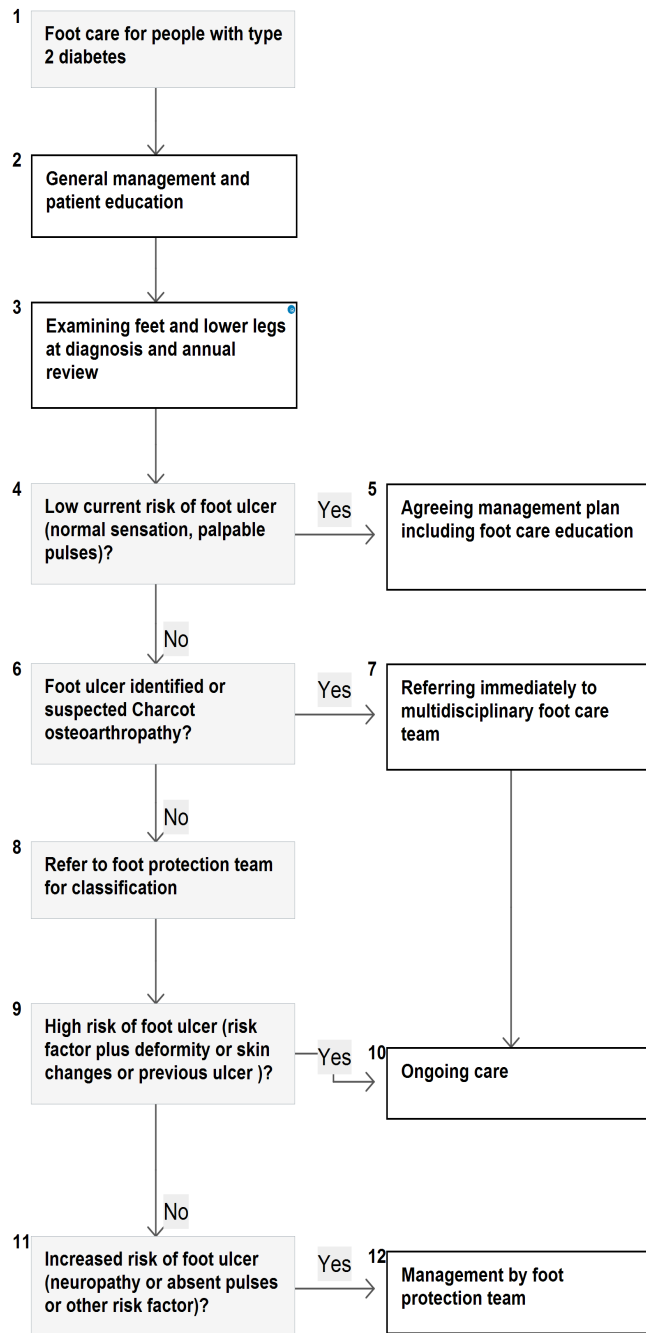 1
Foot care for people with type
2 diabetes
2
General management and
patient education
3
Examining feet and lower legs
at diagnosis and annual
review
4
Low current risk of foot ulcer
(normal sensation, palpable
pulses)?
Yes
5
Agreeing management plan
including foot care education
No
6
Foot ulcer identified or
suspected Charcot
osteoarthropathy?
Yes
7
Referring immediately to
multidisciplinary foot care
team
No
8
Refer to foot protection team
for classification
9
High risk of foot ulcer (risk
factor plus deformity or skin
changes or previous ulcer )?
Yes
10
Ongoing care
No
11
Increased risk of foot ulcer
(neuropathy or absent pulses
or other risk factor)?
Yes
12
Management by foot
protection team